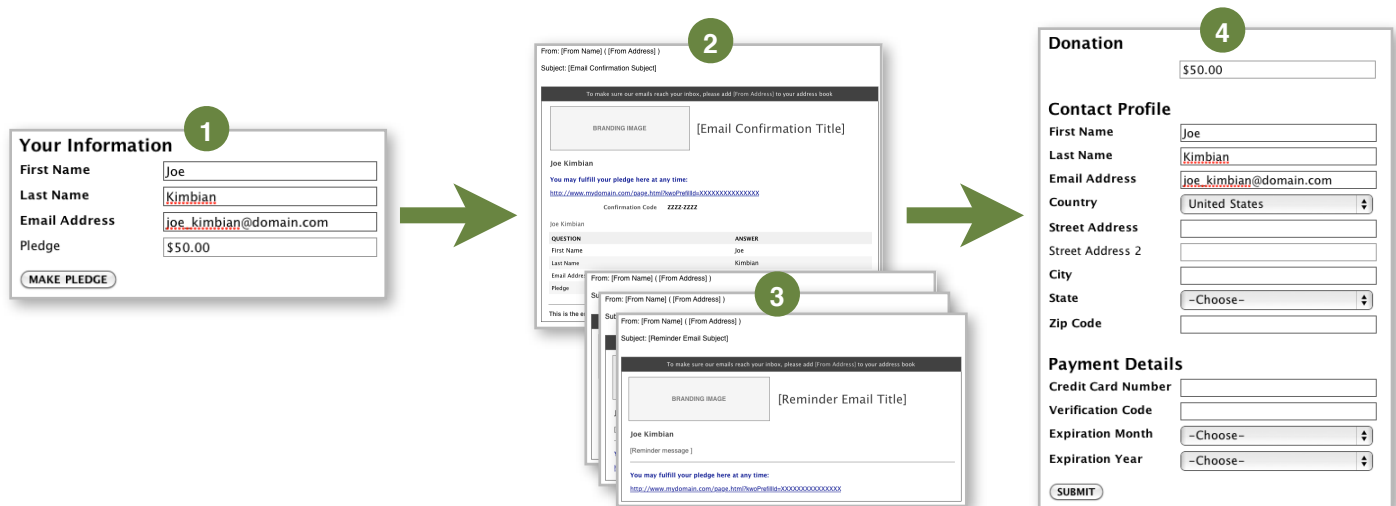 1
Your Information
First Name Joe
Last Name Kimbian
Email Address joe_kimbian@domain.com
Pledge $50.00
MAKE PLEDGE
2
From: [From Name] ( [From Address] )
Subject: [Email Confirmation Subject]
To make sure our emails reach your inbox, please add [From Address] to your address book
BRANDING IMAGE [Email Confirmation Title]
Joe Kimbian
You may fulfill your pledge here at any time:
http://www.mydomain.com/page.html?kwoPrefillId=XXXXXXXXXXXXXXX
Confirmation Code ZZZZ-ZZZZ
Joe Kimbian
QUESTION ANSWER
First Name Joe
Last Name Kimbian
Email Addre
Pledge
This is the e
3
From: [From Name] ( [From Address] )
Su
From: [From Name] ( [From Address] )
Sub
From: [From Name] ( [From Address] )
Subject: [Reminder Email Subject]
To make sure our emails reach your inbox, please add [From Address] to your address book
BRANDING IMAGE [Reminder Email Title]
Joe Kimbian
[Reminder message ]
You may fulfill your pledge here at any time:
http://www.mydomain.com/page.html?kwoPrefillId=XXXXXXXXXXXXXXX
4
Donation
$50.00
Contact Profile
First Name Joe
Last Name Kimbian
Email Address joe_kimbian@domain.com
Country United States
Street Address
Street Address 2
City
State -Choose-
Zip Code
Payment Details
Credit Card Number
Verification Code
Expiration Month -Choose-
Expiration Year -Choose-
SUBMIT